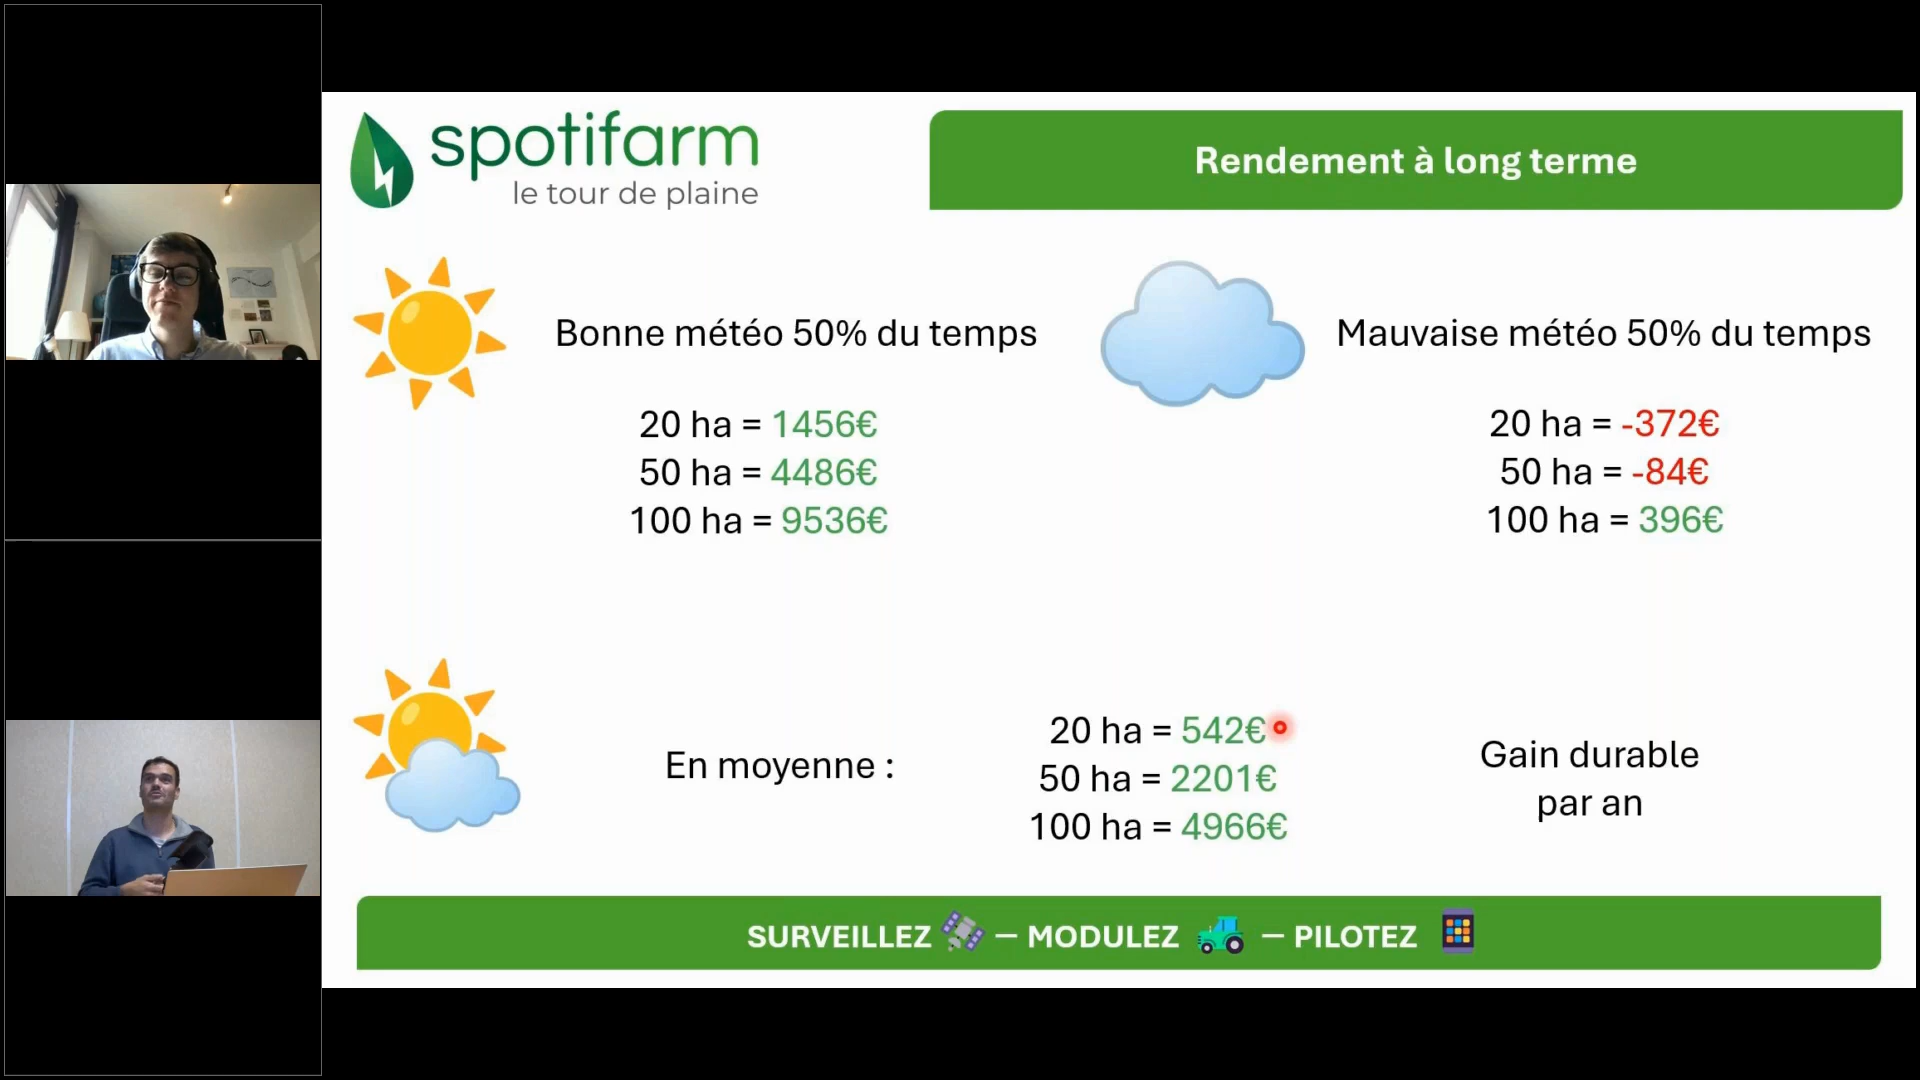 spotifarm
le tour de plaine
Rendement à long terme
Bonne météo 50% du temps
20 ha = 1456€
50 ha = 4486€
100 ha = 9536€
Mauvaise météo 50% du temps
20 ha = -372€
50 ha = -84€
100 ha = 396€
En moyenne :
20 ha = 542€
50 ha = 2201€
100 ha = 4966€
Gain durable
par an
SURVEILLEZ – MODULEZ – PILOTEZ